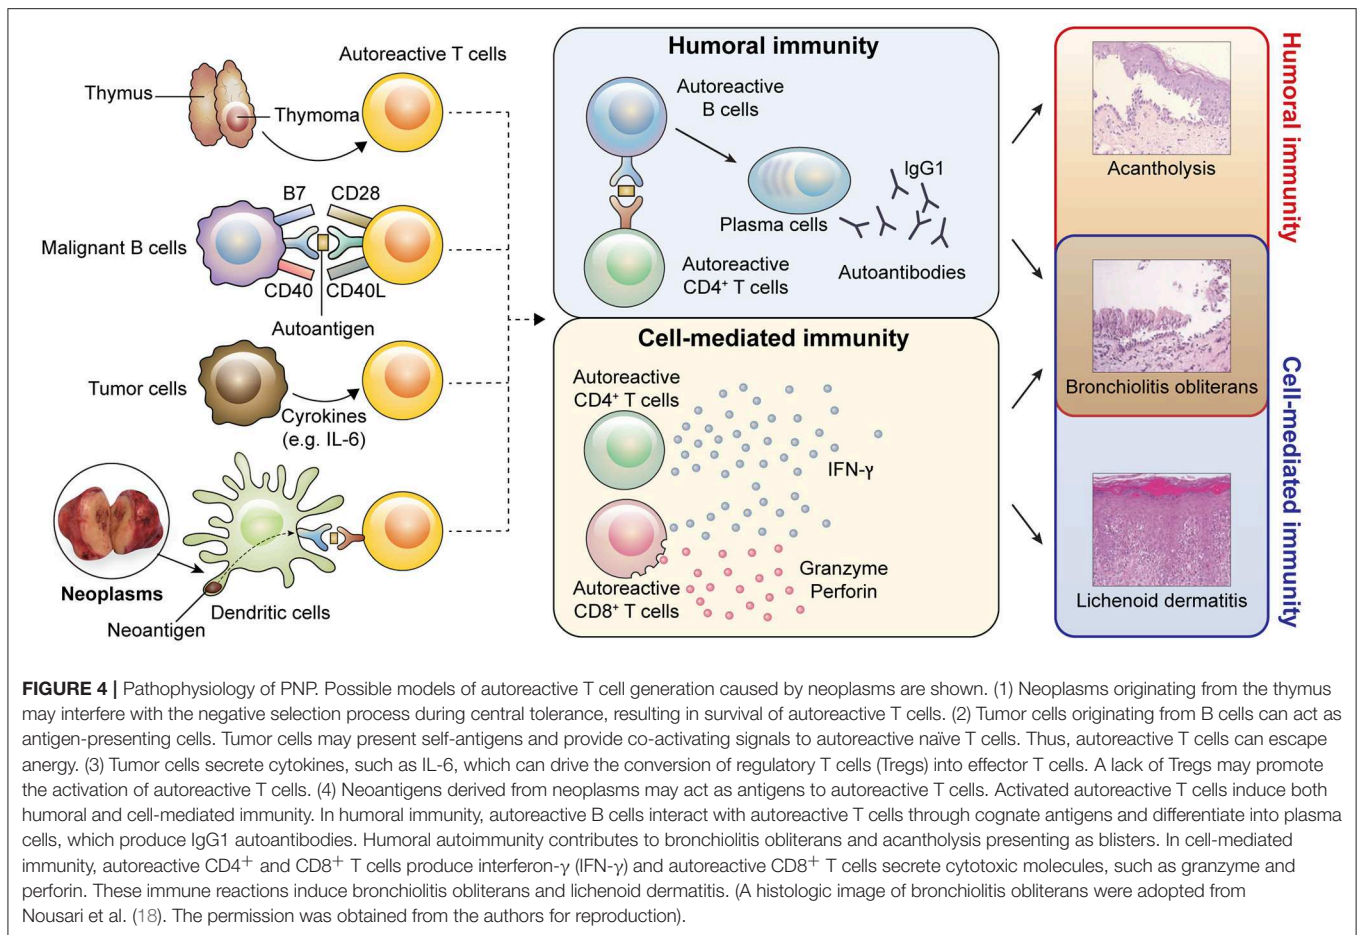 Autoreactive T cells
Thymus
Thymoma
B7
CD28
Malignant B cells
CD40
CD40L
Autoantigen
Tumor cells
Cyrokines
(e.g. IL-6)
Neoplasms
Dendritic cells
Neoantigen
Humoral immunity
Autoreactive
B cells
IgG1
Plasma cells
Autoreactive
CD4⁺ T cells
Autoantibodies
Cell-mediated immunity
Autoreactive
CD4⁺ T cells
IFN-γ
Autoreactive
CD8⁺ T cells
Granzyme
Perforin
Acantholysis
Bronchiolitis obliterans
Lichenoid dermatitis
Humoral immunity
Cell-mediated immunity
FIGURE 4 | Pathophysiology of PNP. Possible models of autoreactive T cell generation caused by neoplasms are shown. (1) Neoplasms originating from the thymus
may interfere with the negative selection process during central tolerance, resulting in survival of autoreactive T cells. (2) Tumor cells originating from B cells can act as
antigen-presenting cells. Tumor cells may present self-antigens and provide co-activating signals to autoreactive naïve T cells. Thus, autoreactive T cells can escape
anergy. (3) Tumor cells secrete cytokines, such as IL-6, which can drive the conversion of regulatory T cells (Tregs) into effector T cells. A lack of Tregs may promote
the activation of autoreactive T cells. (4) Neoantigens derived from neoplasms may act as antigens to autoreactive T cells. Activated autoreactive T cells induce both
humoral and cell-mediated immunity. In humoral immunity, autoreactive B cells interact with autoreactive T cells through cognate antigens and differentiate into plasma
cells, which produce IgG1 autoantibodies. Humoral autoimmunity contributes to bronchiolitis obliterans and acantholysis presenting as blisters. In cell-mediated
immunity, autoreactive CD4+ and CD8+ T cells produce interferon-γ (IFN-γ) and autoreactive CD8+ T cells secrete cytotoxic molecules, such as granzyme and
perforin. These immune reactions induce bronchiolitis obliterans and lichenoid dermatitis. (A histologic image of bronchiolitis obliterans were adopted from
Nousari et al. (18). The permission was obtained from the authors for reproduction).